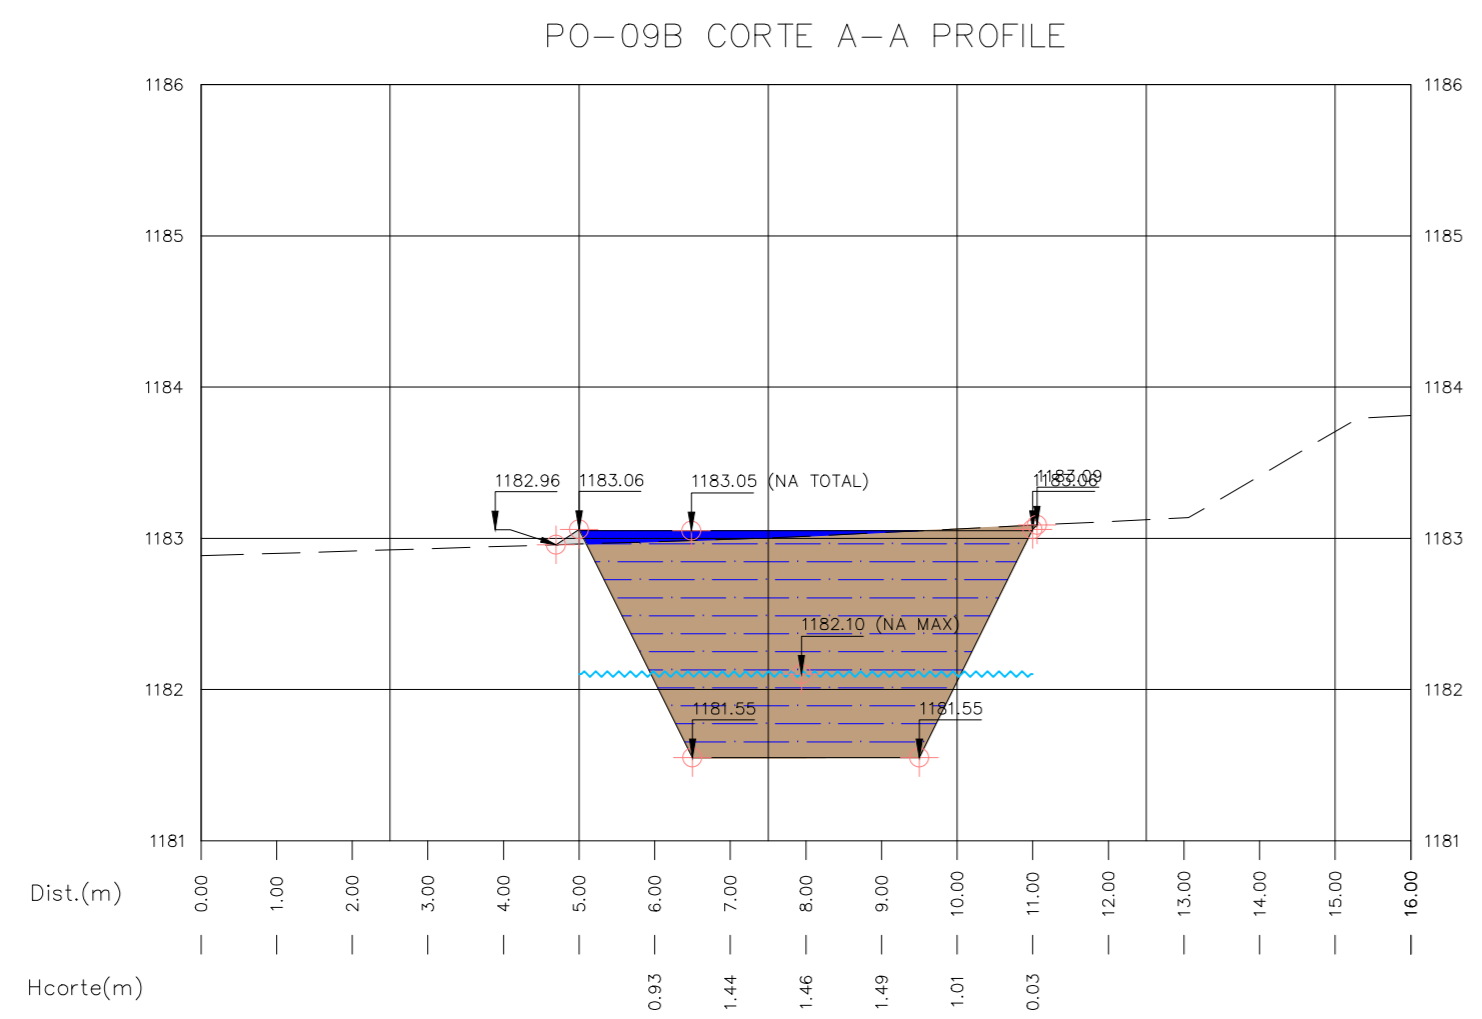 PO-09B CORTE A-A PROFILE
1186 1186
1185 1185
1184 1184
1182.96 1183.06 1183.05 (NA TOTAL) 1183.09
1183.06
1183 1183
1182.10 (NA MAX)
1182 1182
1181.55 1181.55
1181 1181
Dist.(m) 0.00 1.00 2.00 3.00 4.00 5.00 6.00 7.00 8.00 9.00 10.00 11.00 12.00 13.00 14.00 15.00 16.00
Hcorte(m) 0.93 1.44 1.46 1.49 1.01 0.03